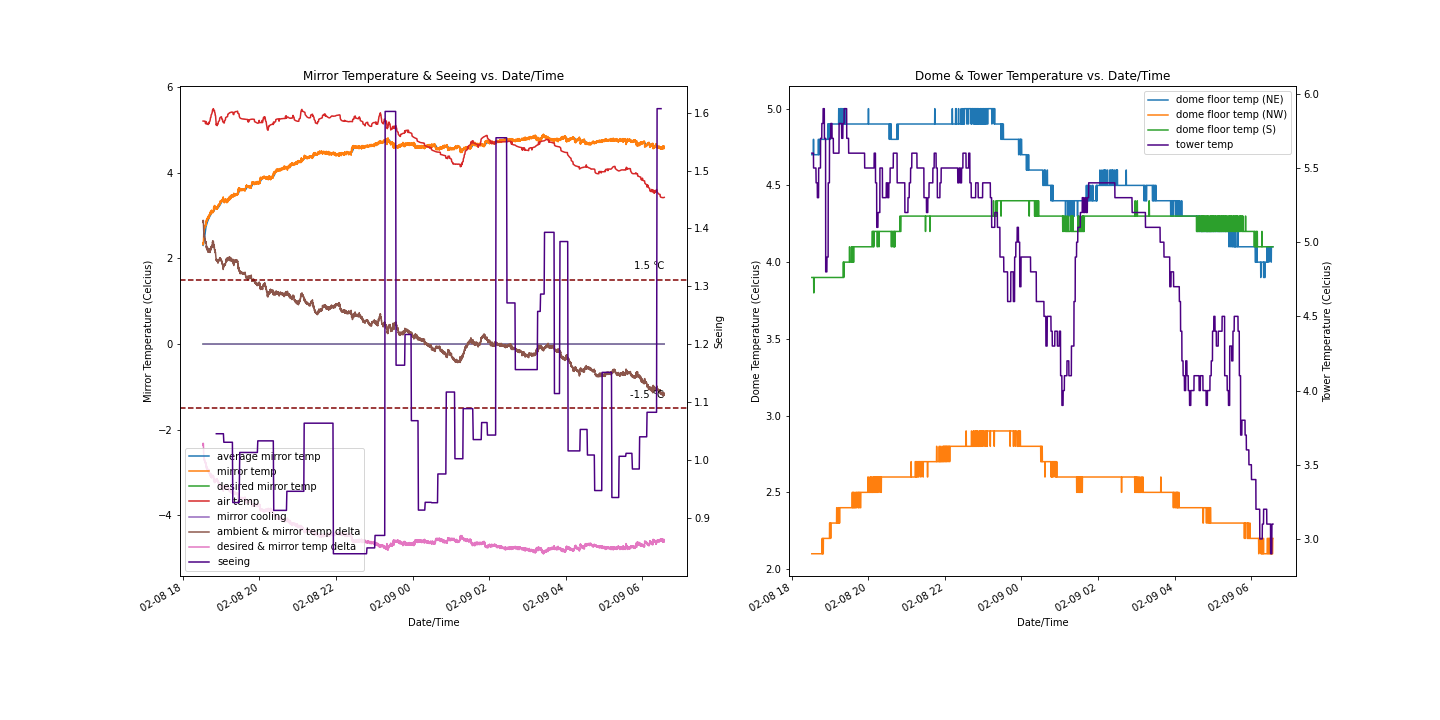 Mirror Temperature & Seeing vs. Date/Time
6
4
2
0
−2
−4
Mirror Temperature (Celcius)
1.6
1.5
1.4
1.3
1.2
1.1
1.0
0.9
Seeing
1.5 °C
-1.5 °C
average mirror temp
mirror temp
desired mirror temp
air temp
mirror cooling
ambient & mirror temp delta
desired & mirror temp delta
seeing
02-08 18
02-08 20
02-08 22
02-09 00
02-09 02
02-09 04
02-09 06
Date/Time
Dome & Tower Temperature vs. Date/Time
5.0
4.5
4.0
3.5
3.0
2.5
2.0
Dome Temperature (Celcius)
6.0
5.5
5.0
4.5
4.0
3.5
3.0
Tower Temperature (Celcius)
dome floor temp (NE)
dome floor temp (NW)
dome floor temp (S)
tower temp
02-08 18
02-08 20
02-08 22
02-09 00
02-09 02
02-09 04
02-09 06
Date/Time